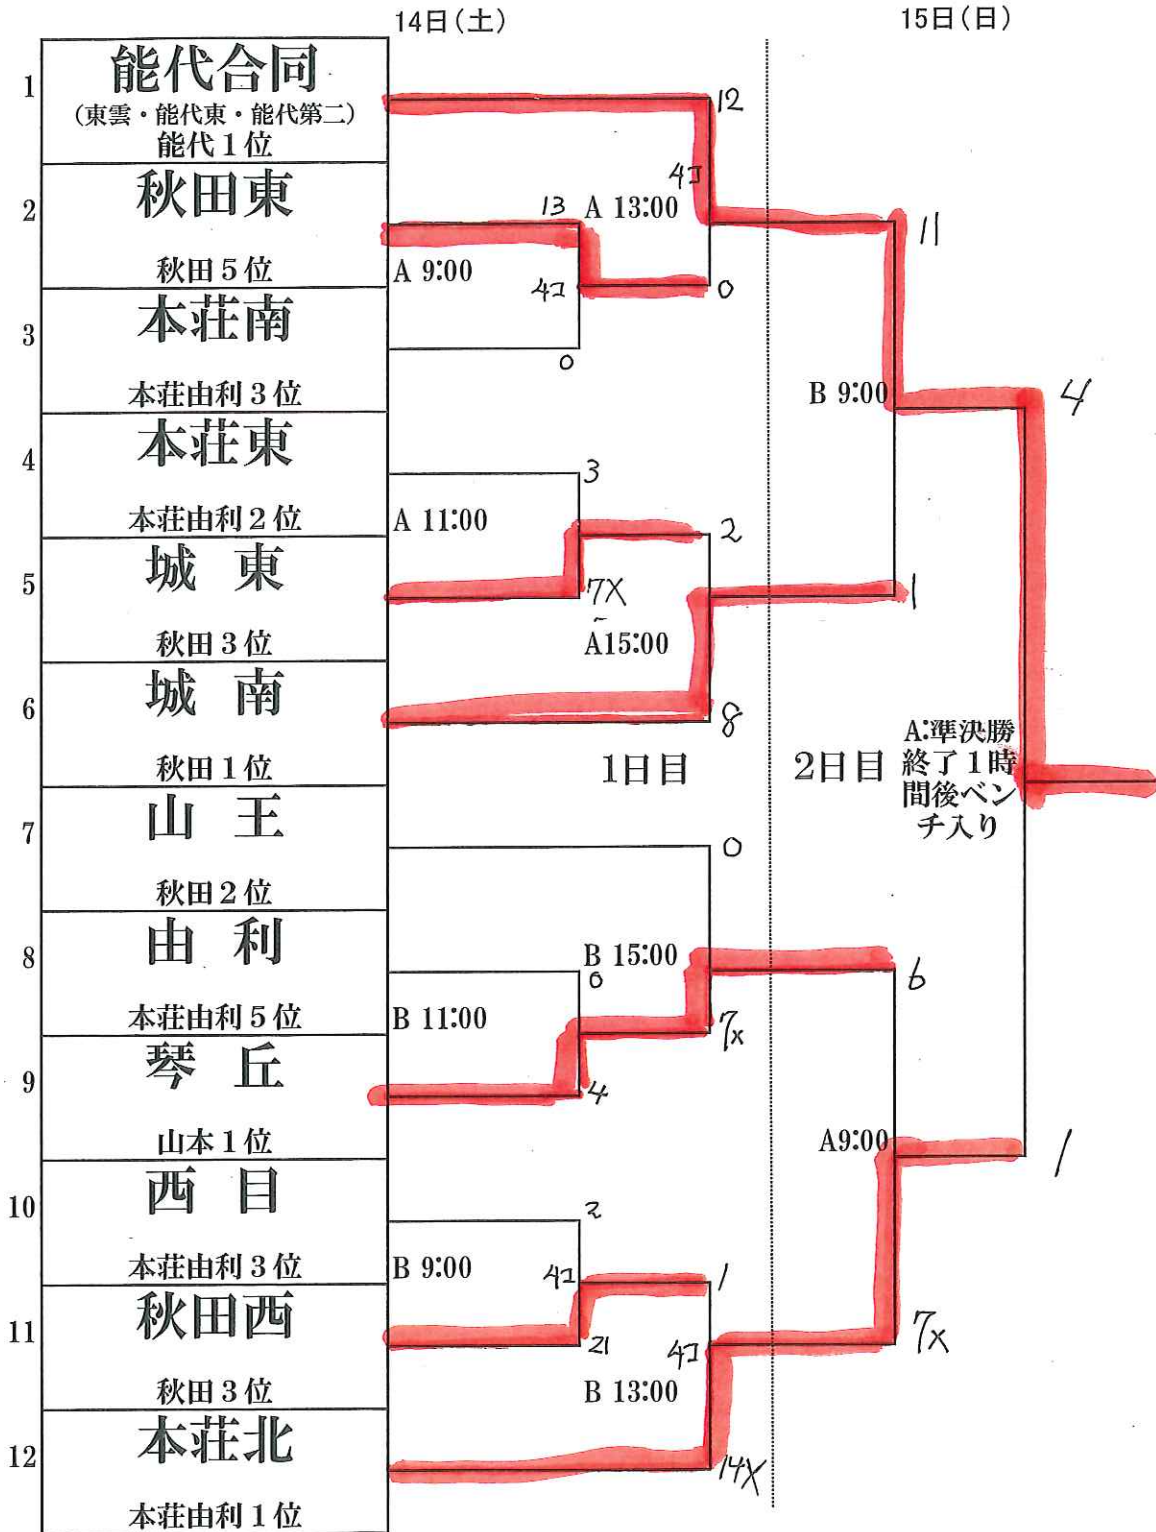 14日(土)
15日(日)
1
能代合同
(東雲・能代東・能代第二)
能代1位
12
4コ
2
秋田東
秋田5位
13
A 13:00
11
A 9:00
4コ
0
3
本荘南
本荘由利3位
0
B 9:00
4
4
本荘東
本荘由利2位
3
A 11:00
2
5
城 東
秋田3位
7X
1
A15:00
6
城 南
秋田1位
8
1日目
2日目
A:準決勝
終了1時
間後ベン
チ入り
7
山 王
秋田2位
0
8
由 利
本荘由利5位
B 15:00
0
6
B 11:00
7x
9
琴 丘
山本1位
4
A9:00
1
10
西 目
本荘由利3位
2
B 9:00
4コ
1
11
秋田西
秋田3位
21
4コ
7x
B 13:00
12
本荘北
本荘由利1位
14X